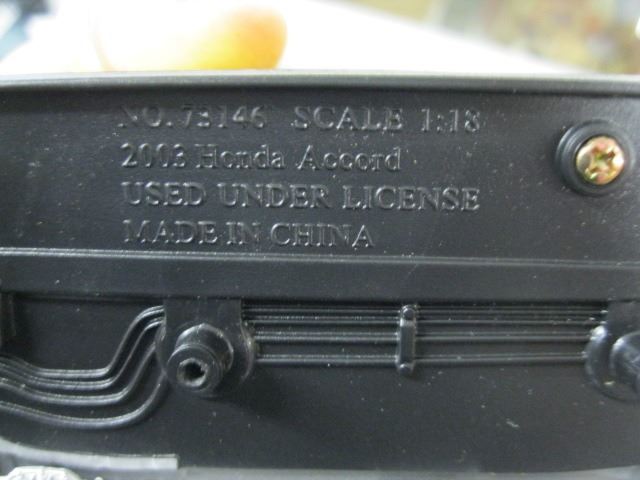 NO. 73146 SCALE 1:18
2003 Honda Accord
USED UNDER LICENSE
MADE IN CHINA